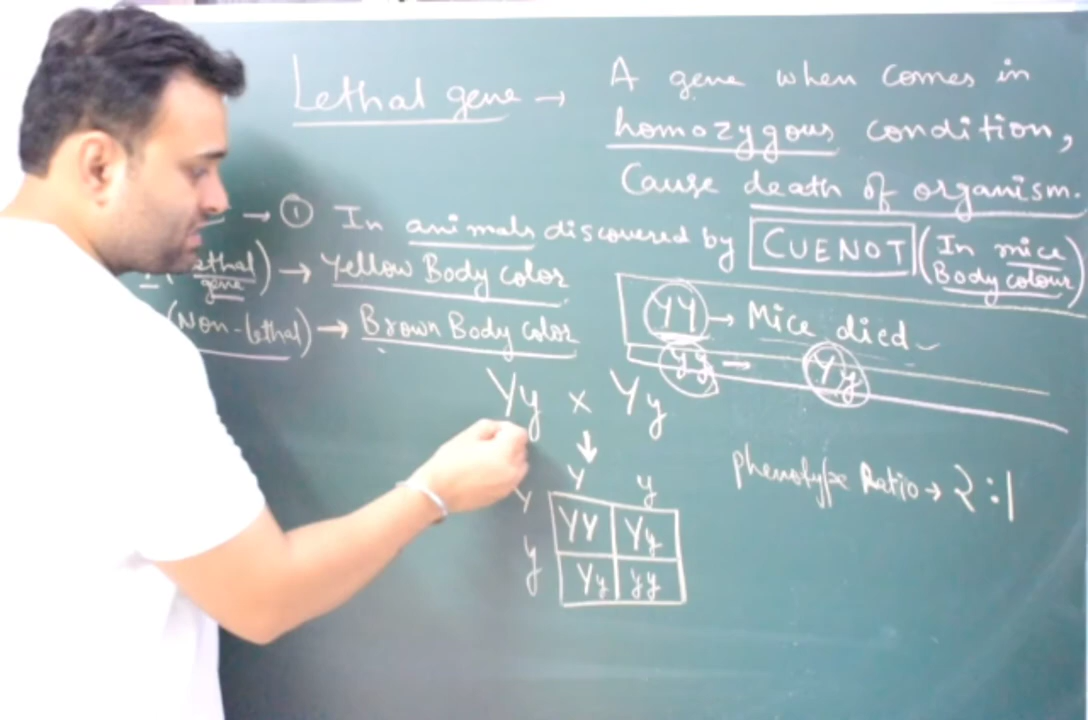 Lethal gene → A gene when comes in
homozygous condition,
Cause death of organism.
→ ① In animals discovered by CUENOT (In mice
Body colour)
gene) → Yellow Body color
(Non-lethal) → Brown Body color
YY → Mice died
yy → Yy
Yy × Yy
↓
Y y
Y YY Yy
y Yy yy
phenotype Ratio → 2:1